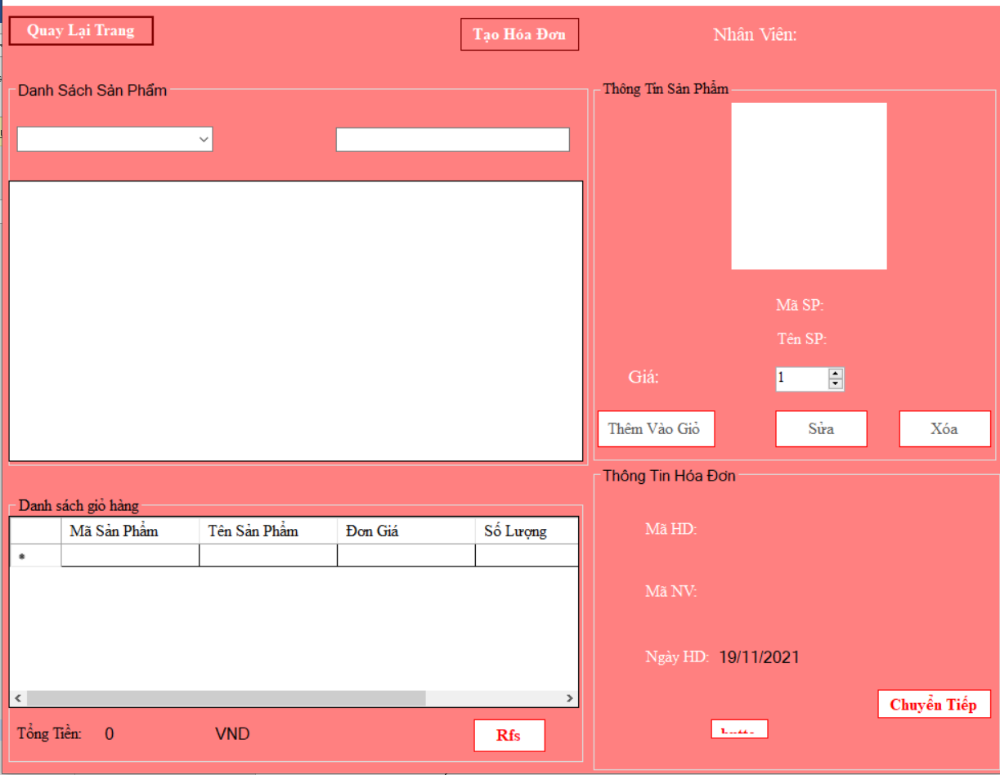 Quay Lại Trang
Tạo Hóa Đơn
Nhân Viên:
Danh Sách Sản Phẩm
Thông Tin Sản Phẩm
Mã SP:
Tên SP:
Giá:
1
Thêm Vào Giỏ
Sửa
Xóa
Danh sách giỏ hàng
Mã Sản Phẩm Tên Sản Phẩm Đơn Giá Số Lượng
Tổng Tiền: 0 VND
Rfs
Thông Tin Hóa Đơn
Mã HD:
Mã NV:
Ngày HD: 19/11/2021
Chuyển Tiếp